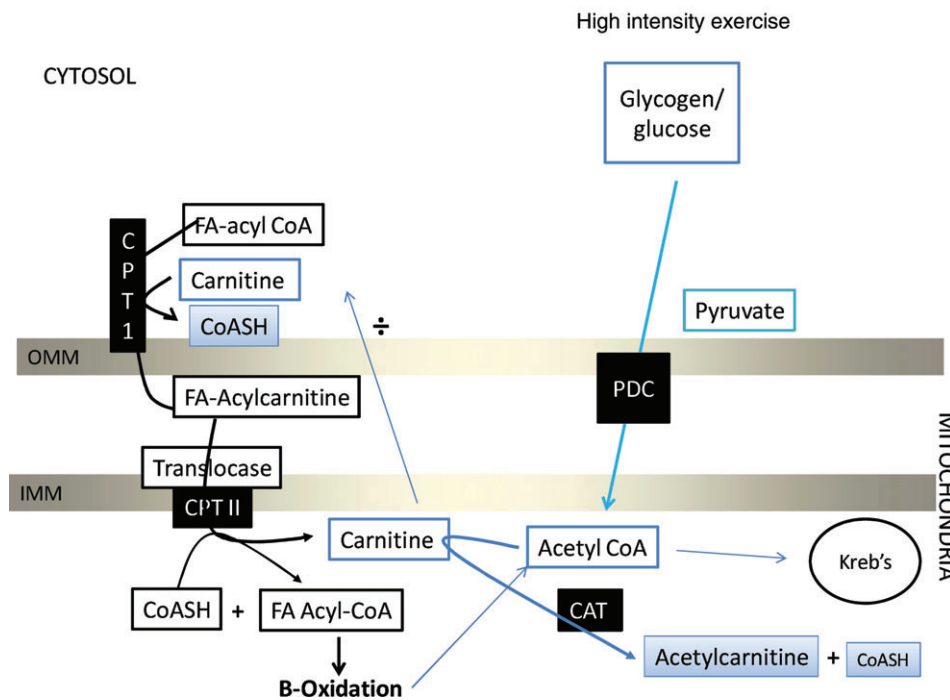 High intensity exercise
CYTOSOL
Glycogen/
glucose
FA-acyl CoA
C
P
T
1
Carnitine
CoASH
÷
Pyruvate
OMM
PDC
FA-Acylcarnitine
MITOCHONDRIA
Translocase
IMM
CPT II
Carnitine
Acetyl CoA
Kreb's
CoASH + FA Acyl-CoA
CAT
Acetylcarnitine + CoASH
B-Oxidation